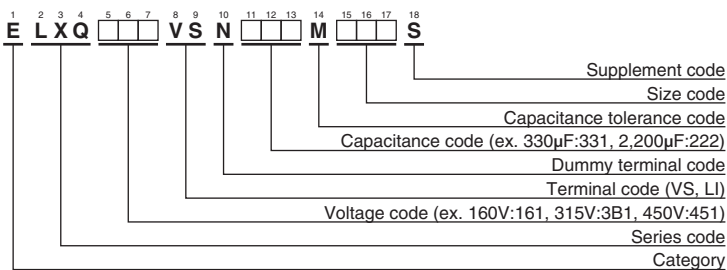 1 2 3 4 5 6 7 8 9 10 11 12 13 14 15 16 17 18
E L X Q □□□ V S N □□□ M □□□ S
Supplement code
Size code
Capacitance tolerance code
Capacitance code (ex. 330μF:331, 2,200μF:222)
Dummy terminal code
Terminal code (VS, LI)
Voltage code (ex. 160V:161, 315V:3B1, 450V:451)
Series code
Category